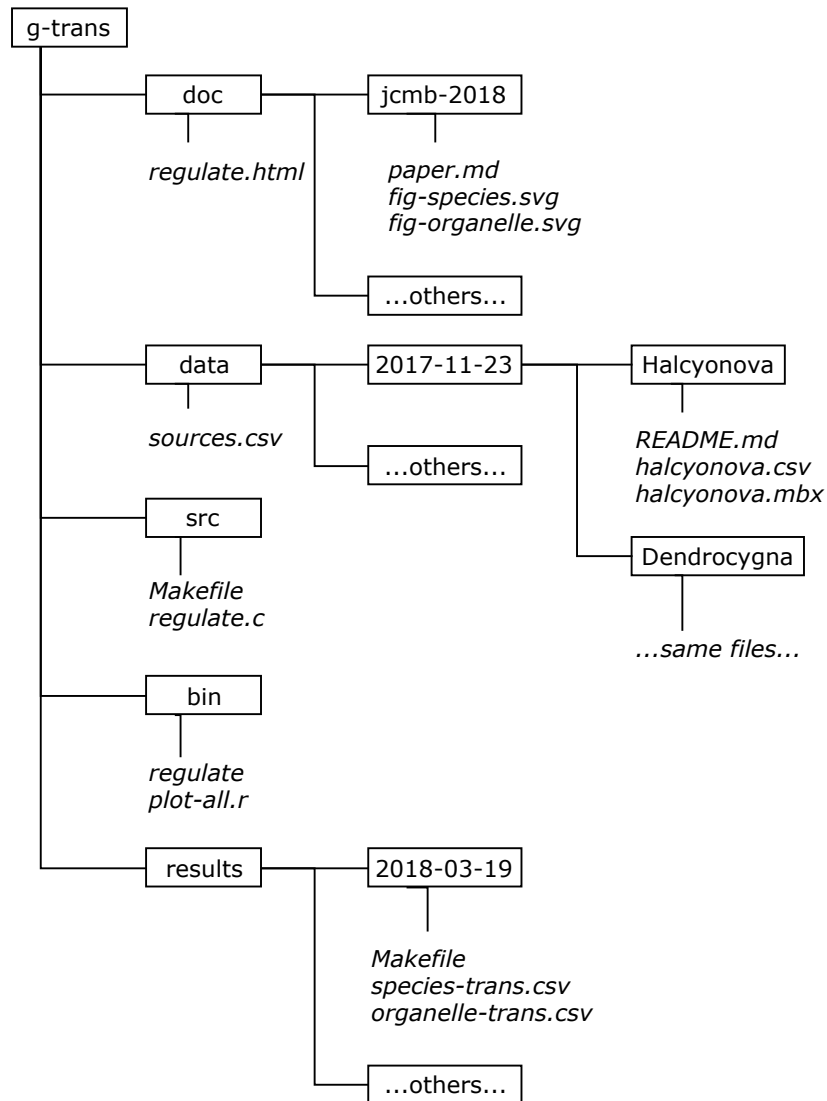 g-trans
doc
jcmb-2018
regulate.html
paper.md
fig-species.svg
fig-organelle.svg
...others...
data
2017-11-23
Halcyonova
sources.csv
README.md
halcyonova.csv
halcyonova.mbx
...others...
src
Dendrocygna
Makefile
regulate.c
...same files...
bin
regulate
plot-all.r
results
2018-03-19
Makefile
species-trans.csv
organelle-trans.csv
...others...